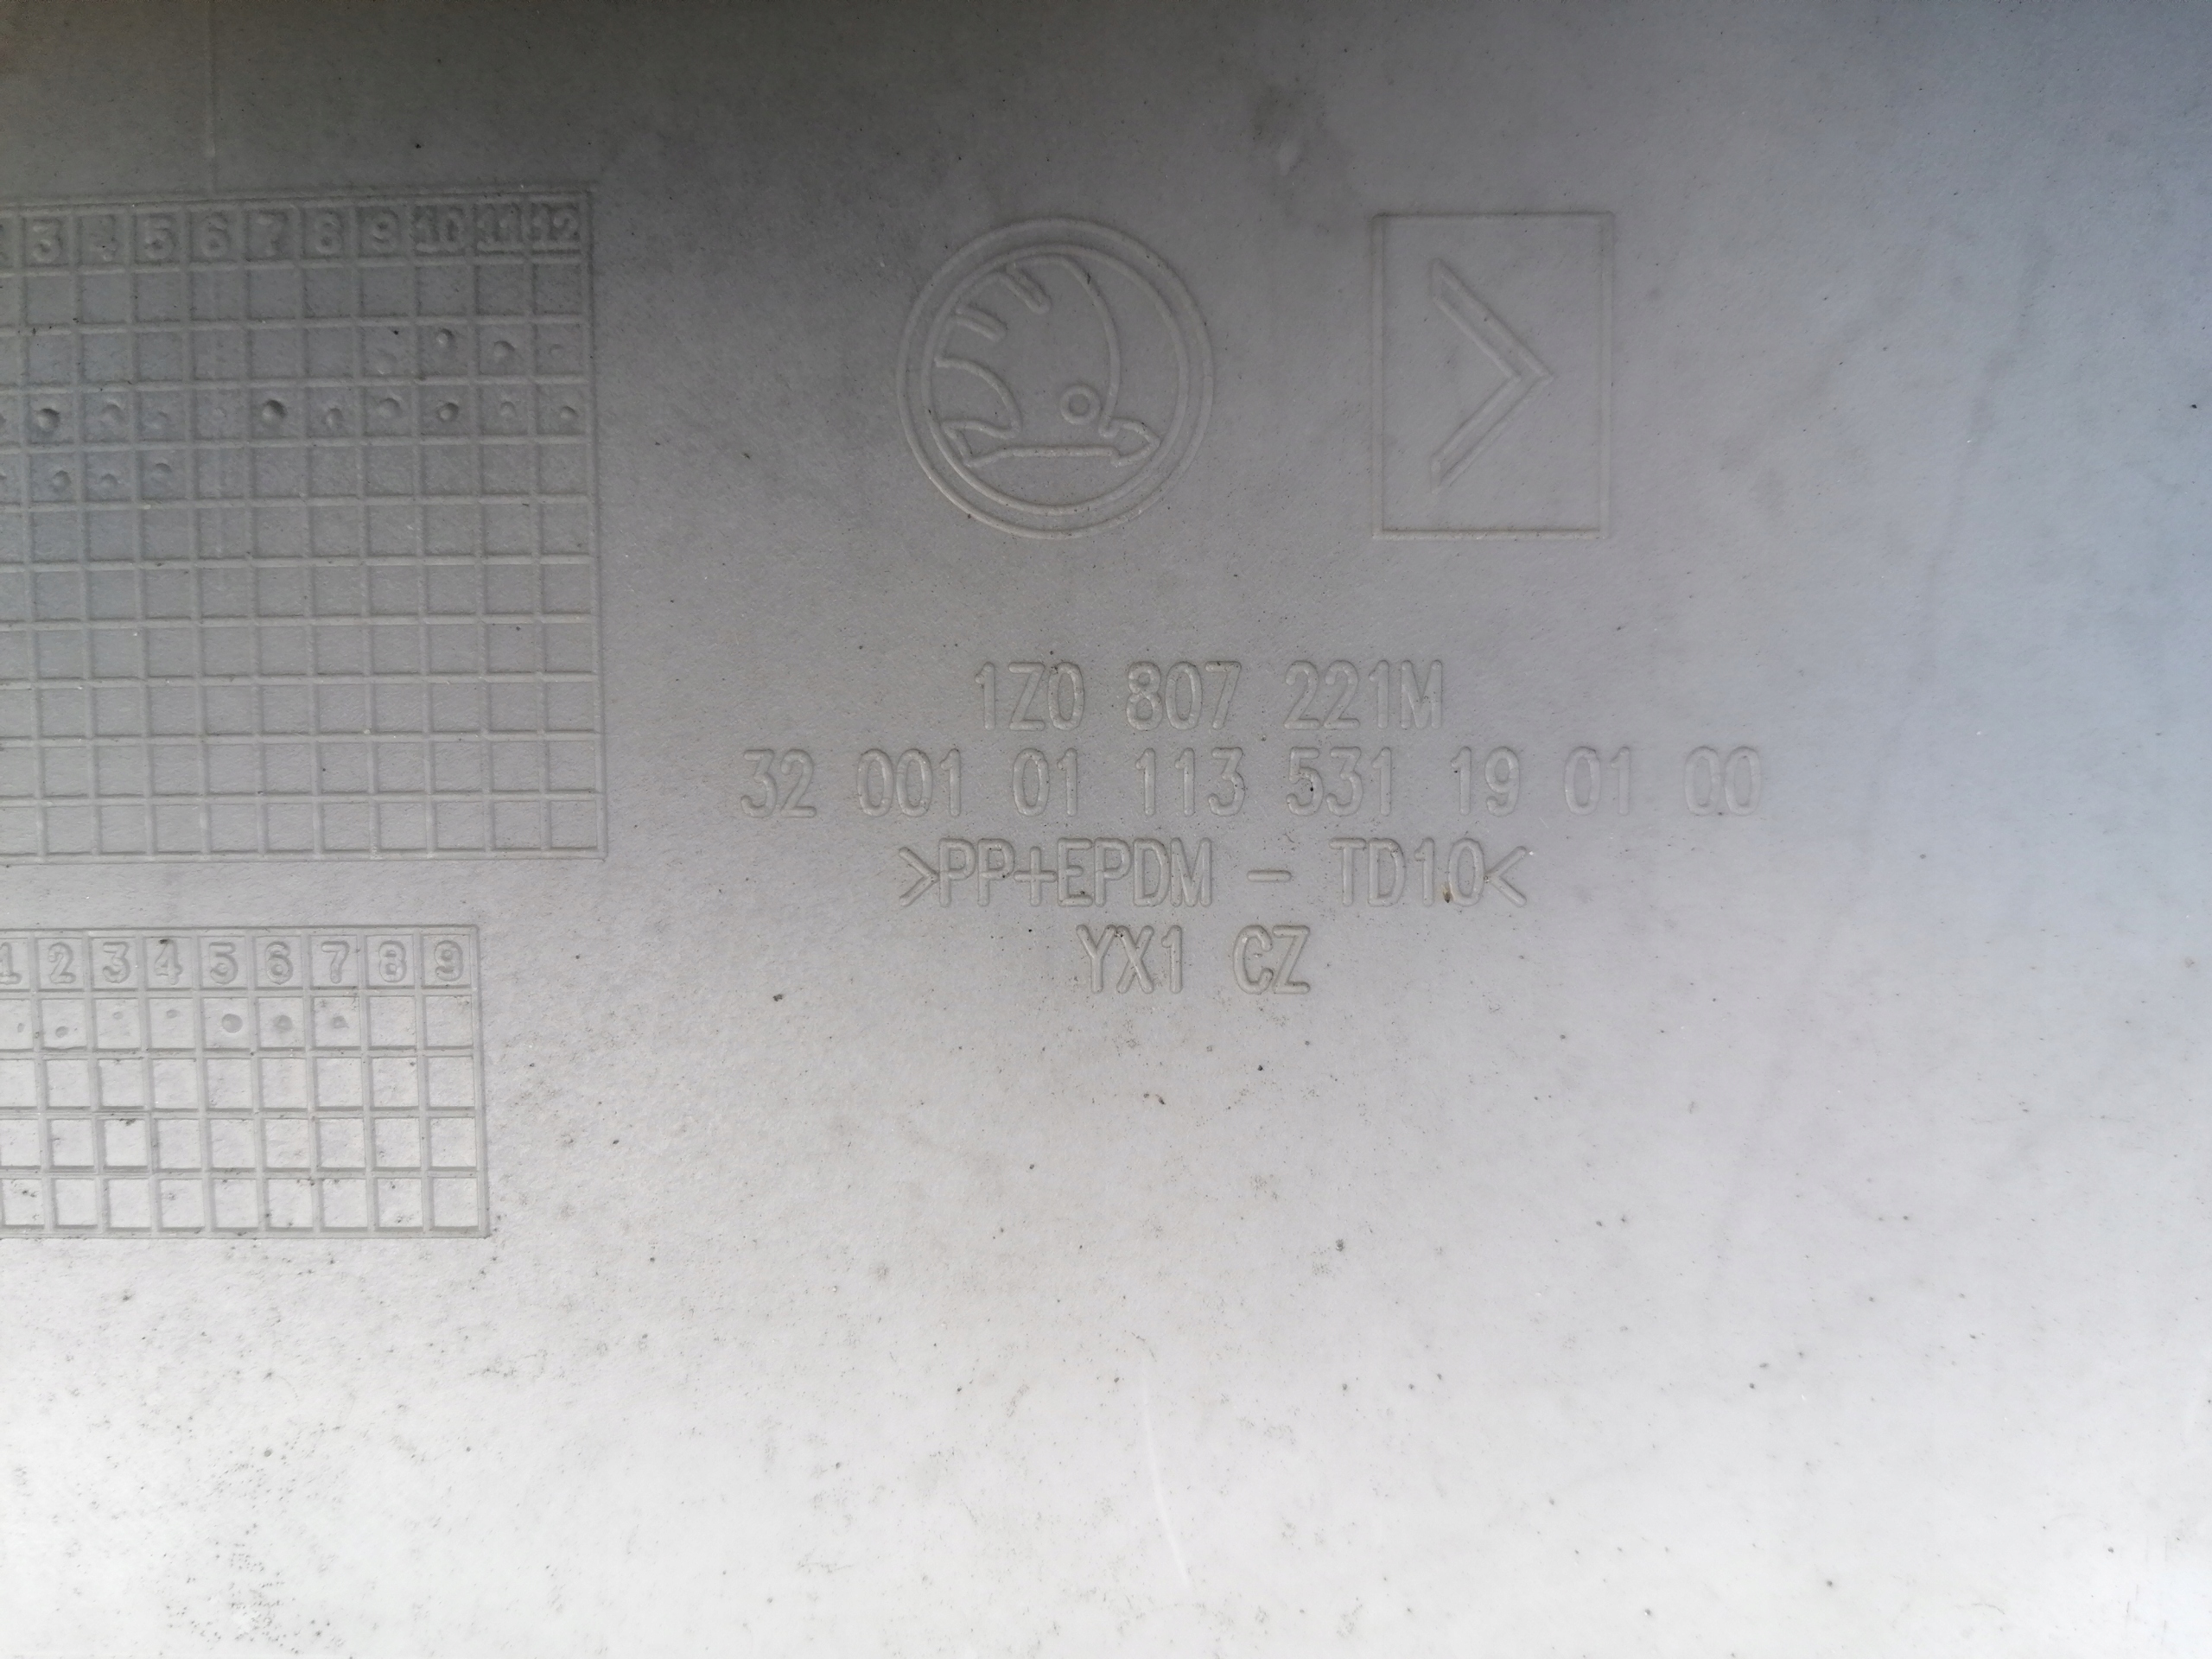 3 4 5 6 7 8 9 10 11 12
1Z0 807 221M
32 001 01 113 531 19 01 00
>PP+EPDM - TD10<
YX1 CZ
1 2 3 4 5 6 7 8 9